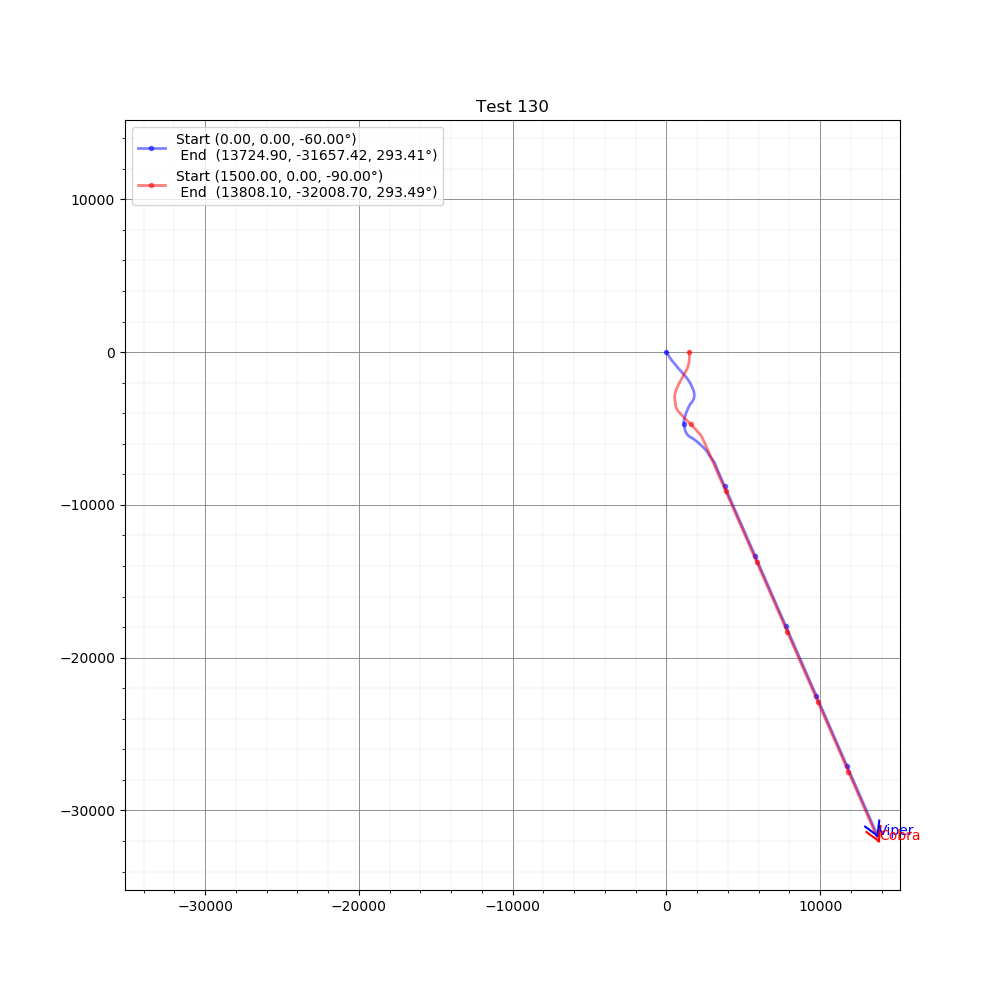 Test 130
Start (0.00, 0.00, -60.00°)
End  (13724.90, -31657.42, 293.41°)
Start (1500.00, 0.00, -90.00°)
End  (13808.10, -32008.70, 293.49°)
10000
0
−10000
−20000
−30000
Viper
Cobra
−30000
−20000
−10000
0
10000